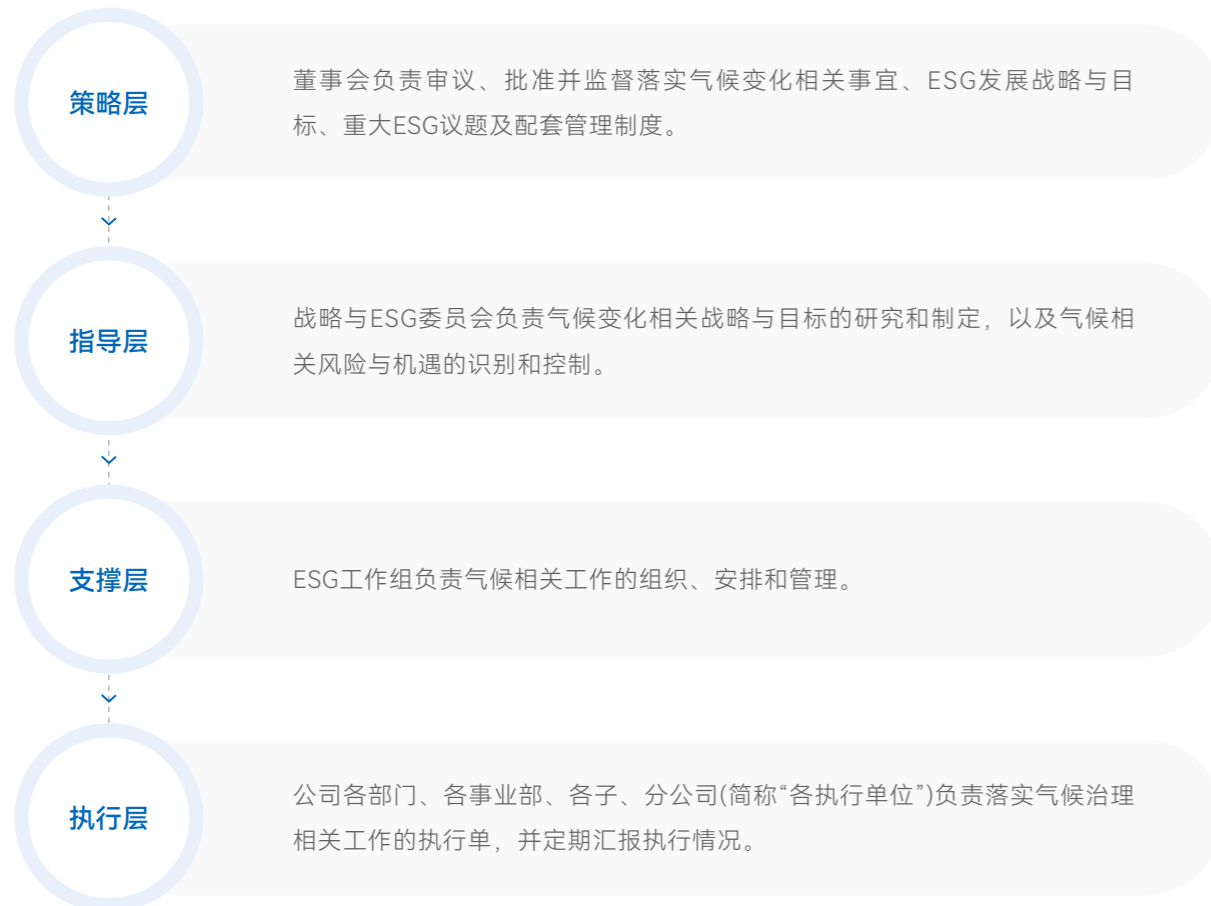 策略层
董事会负责审议、批准并监督落实气候变化相关事宜、ESG发展战略与目
标、重大ESG议题及配套管理制度。
指导层
战略与ESG委员会负责气候变化相关战略与目标的研究和制定，以及气候相
关风险与机遇的识别和控制。
支撑层
ESG工作组负责气候相关工作的组织、安排和管理。
执行层
公司各部门、各事业部、各子、分公司(简称“各执行单位”)负责落实气候治理
相关工作的执行单，并定期汇报执行情况。